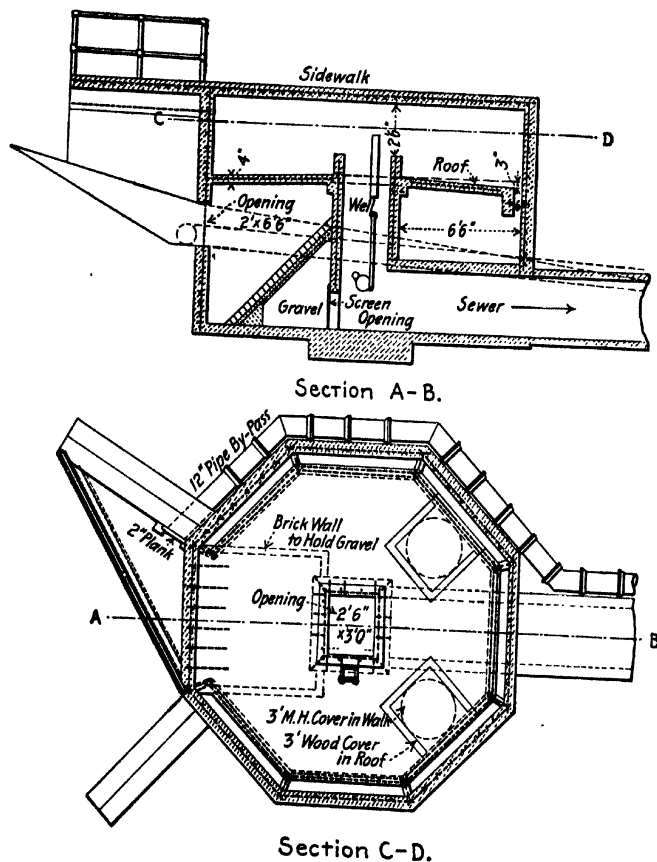 Sidewalk
C
D
2'6"
4"
Roof
3"
Opening
2'x6'6"
Well
6'6"
Gravel
Screen
Opening
Sewer
Section A-B.
12" Pipe By-Pass
2" Plank
Brick Wall
to Hold Gravel
Opening
2'6"
x3'0"
A
B
3' M.H. Cover in Walk
3' Wood Cover
in Roof
Section C-D.